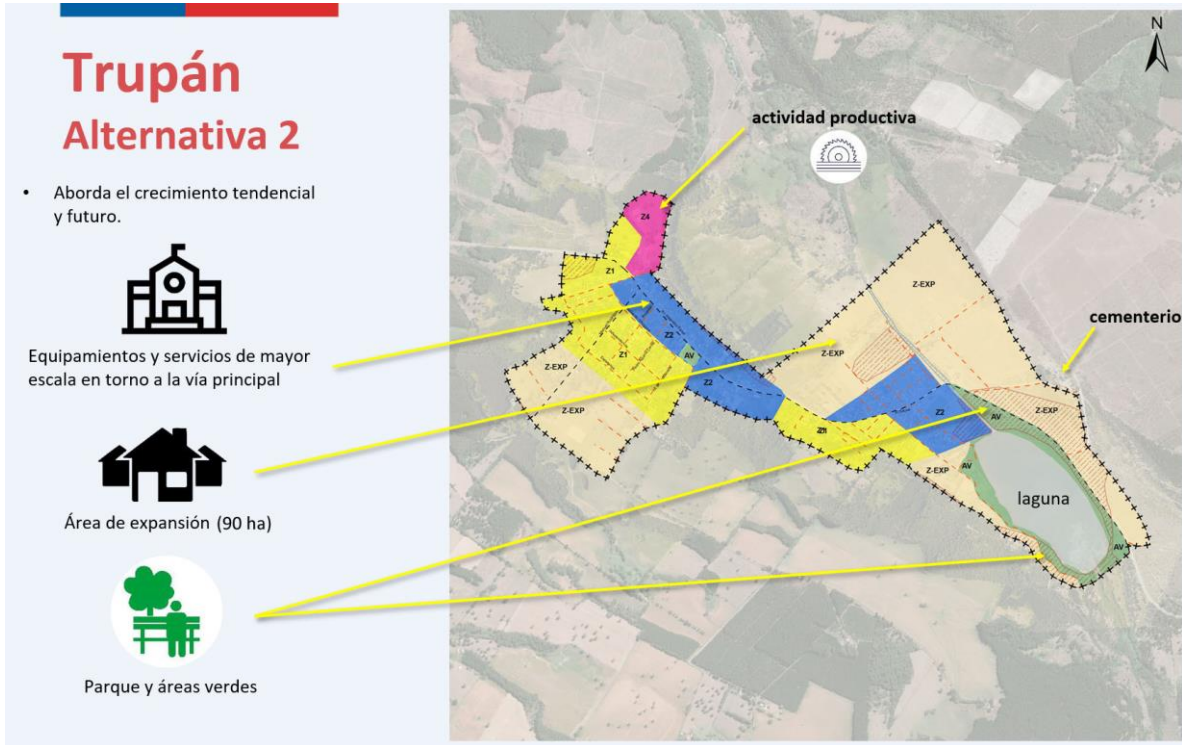 Trupán
Alternativa 2
• Aborda el crecimiento tendencial
y futuro.
Equipamientos y servicios de mayor
escala en torno a la vía principal
Área de expansión (90 ha)
Parque y áreas verdes
N
actividad productiva
cementerio
laguna
Z4
Z1
Z-EXP
Z2
Z-EXP
Z1
AV
Z-EXP
Z2
Z-EXP
Z-EXP
Z2
AV
Z-EXP
Z-EXP
AV
AV